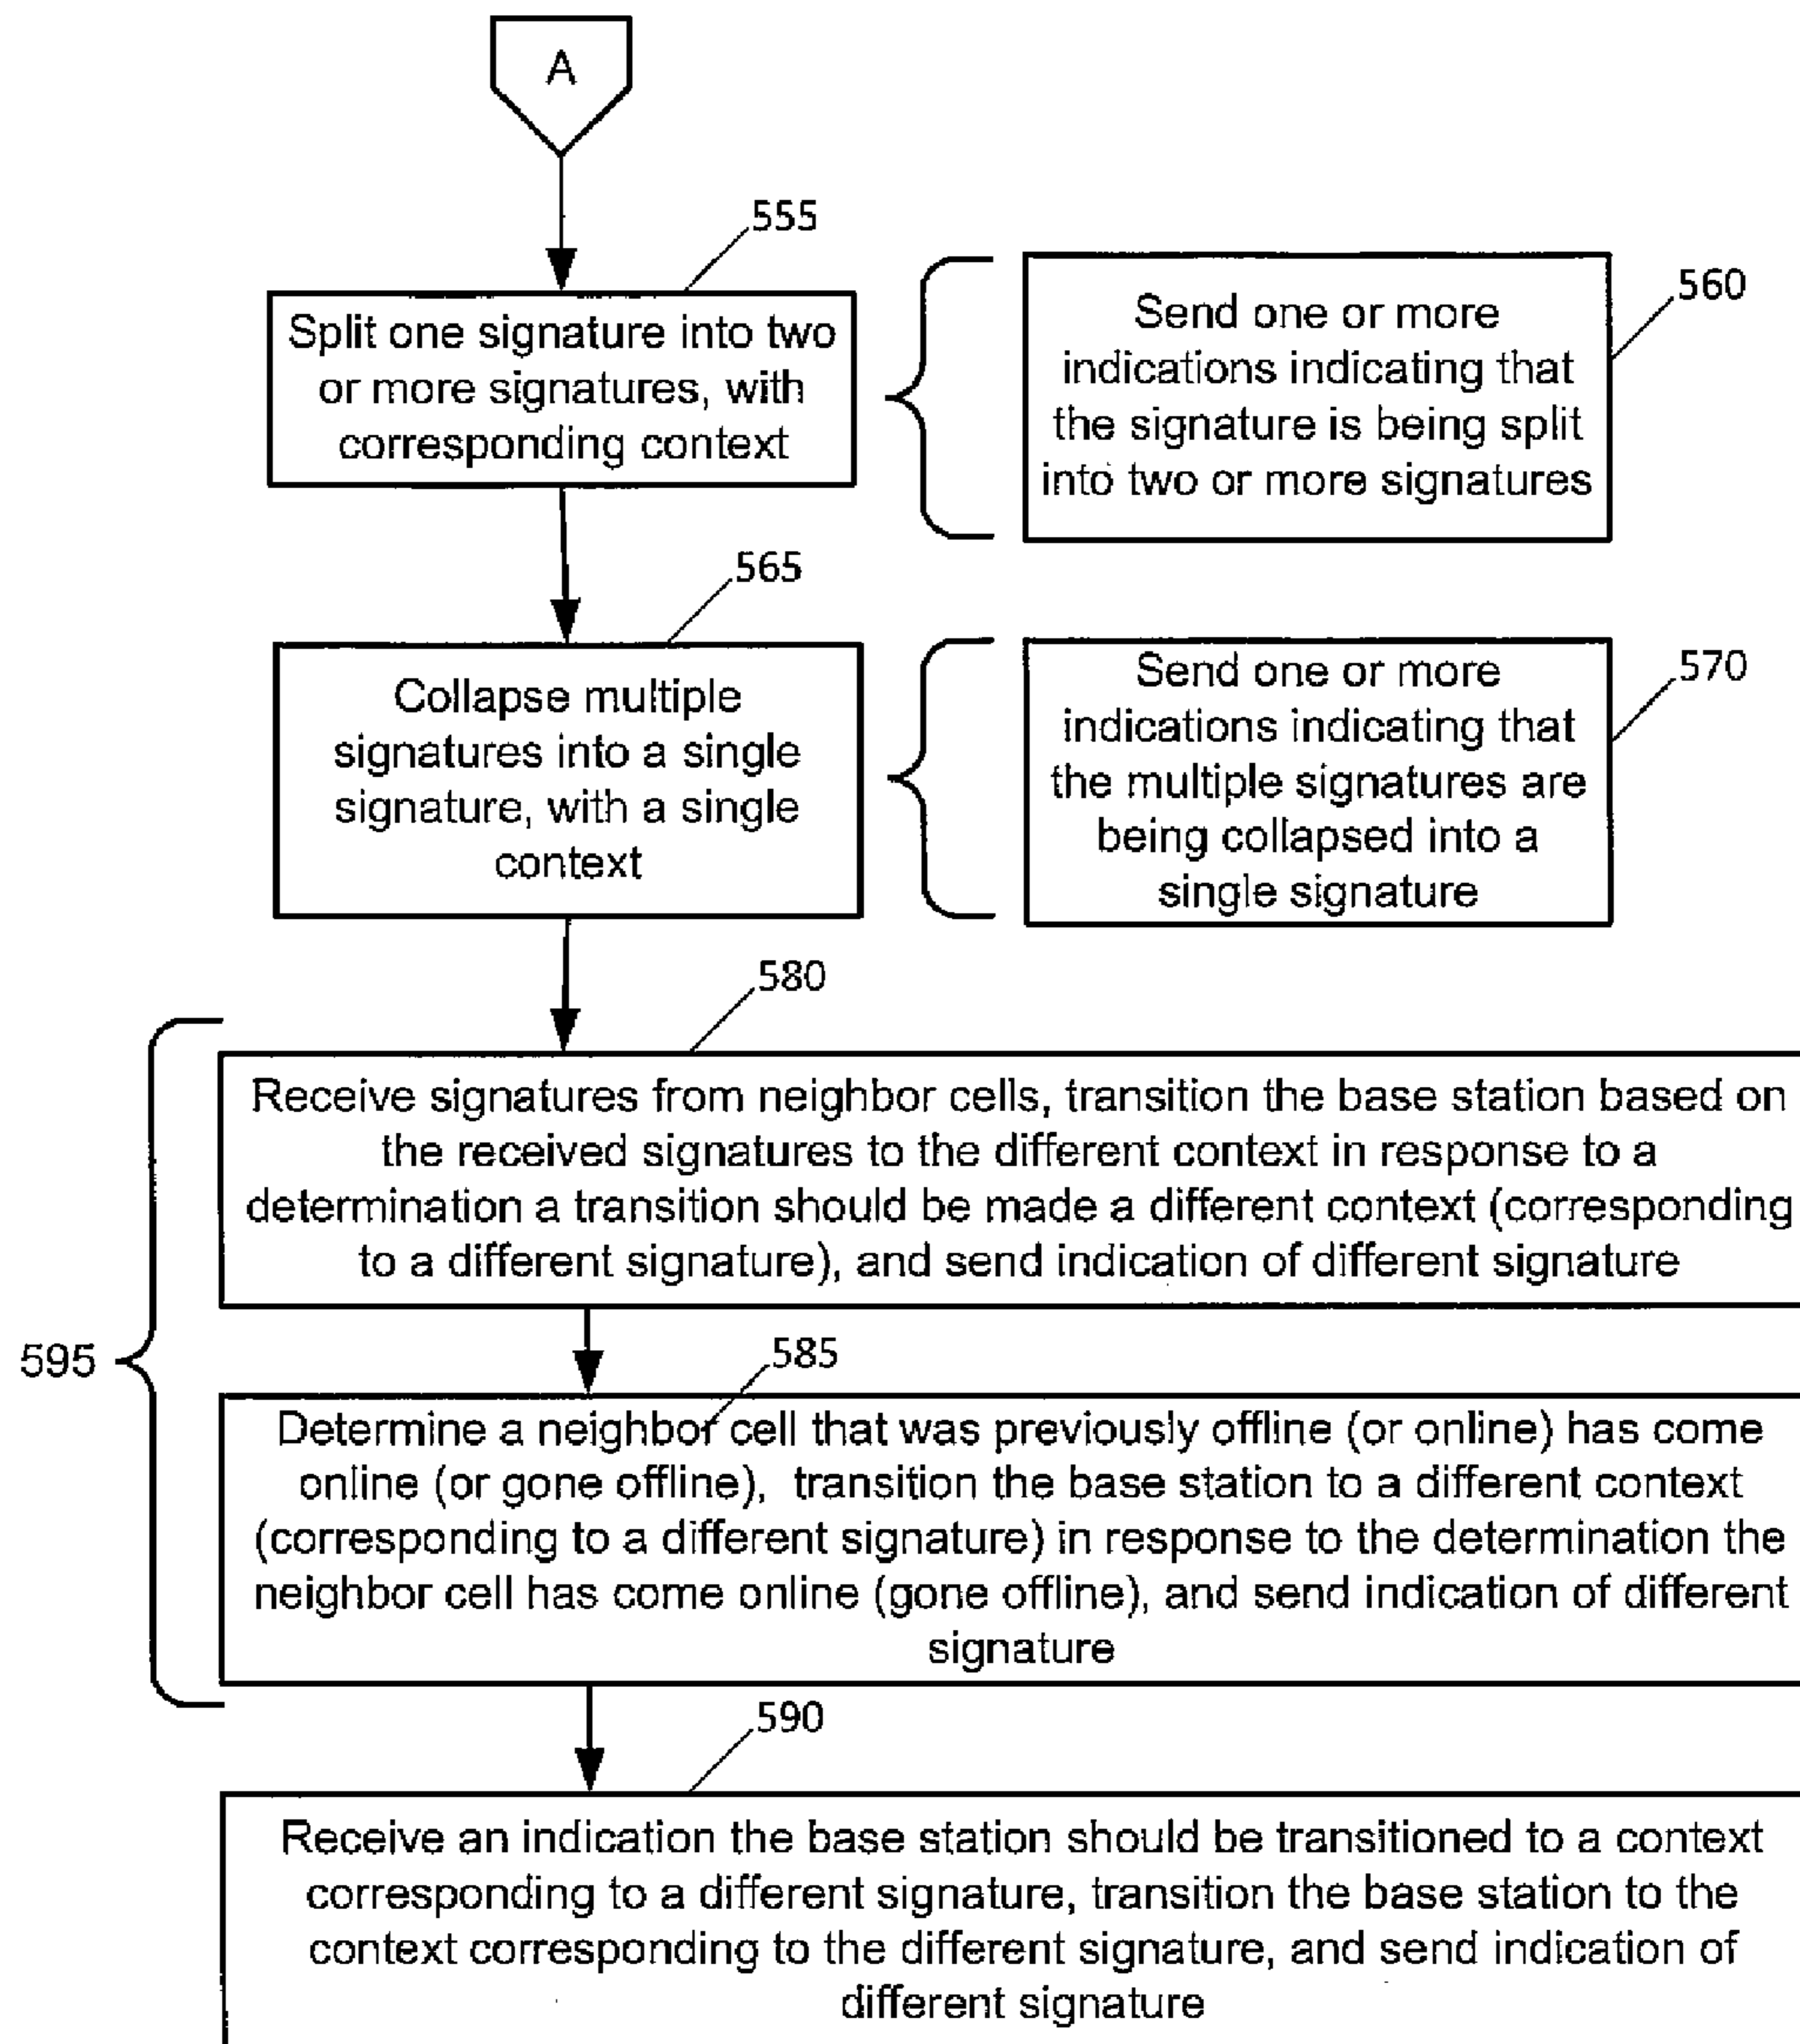 A
555
Split one signature into two
or more signatures, with
corresponding context
560
Send one or more
indications indicating that
the signature is being split
into two or more signatures
565
Collapse multiple
signatures into a single
signature, with a single
context
570
Send one or more
indications indicating that
the multiple signatures are
being collapsed into a
single signature
580
Receive signatures from neighbor cells, transition the base station based on
the received signatures to the different context in response to a
determination a transition should be made a different context (corresponding
to a different signature), and send indication of different signature
595
585
Determine a neighbor cell that was previously offline (or online) has come
online (or gone offline), transition the base station to a different context
(corresponding to a different signature) in response to the determination the
neighbor cell has come online (gone offline), and send indication of different
signature
590
Receive an indication the base station should be transitioned to a context
corresponding to a different signature, transition the base station to the
context corresponding to the different signature, and send indication of
different signature